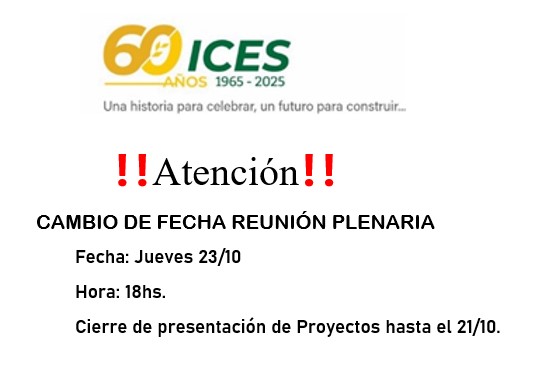 60 ICES
AÑOS 1965 - 2025
Una historia para celebrar, un futuro para construir...
!!Atención!!
CAMBIO DE FECHA REUNIÓN PLENARIA
Fecha: Jueves 23/10
Hora: 18hs.
Cierre de presentación de Proyectos hasta el 21/10.